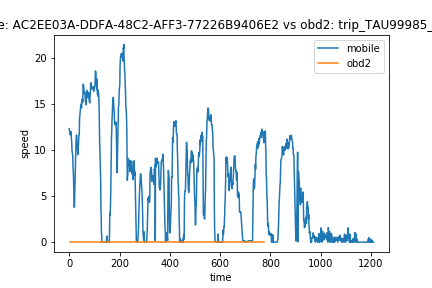 e: AC2EE03A-DDFA-48C2-AFF3-77226B9406E2 vs obd2: trip_TAU99985_
mobile
obd2
20
15
10
5
0
speed
0 200 400 600 800 1000 1200
time